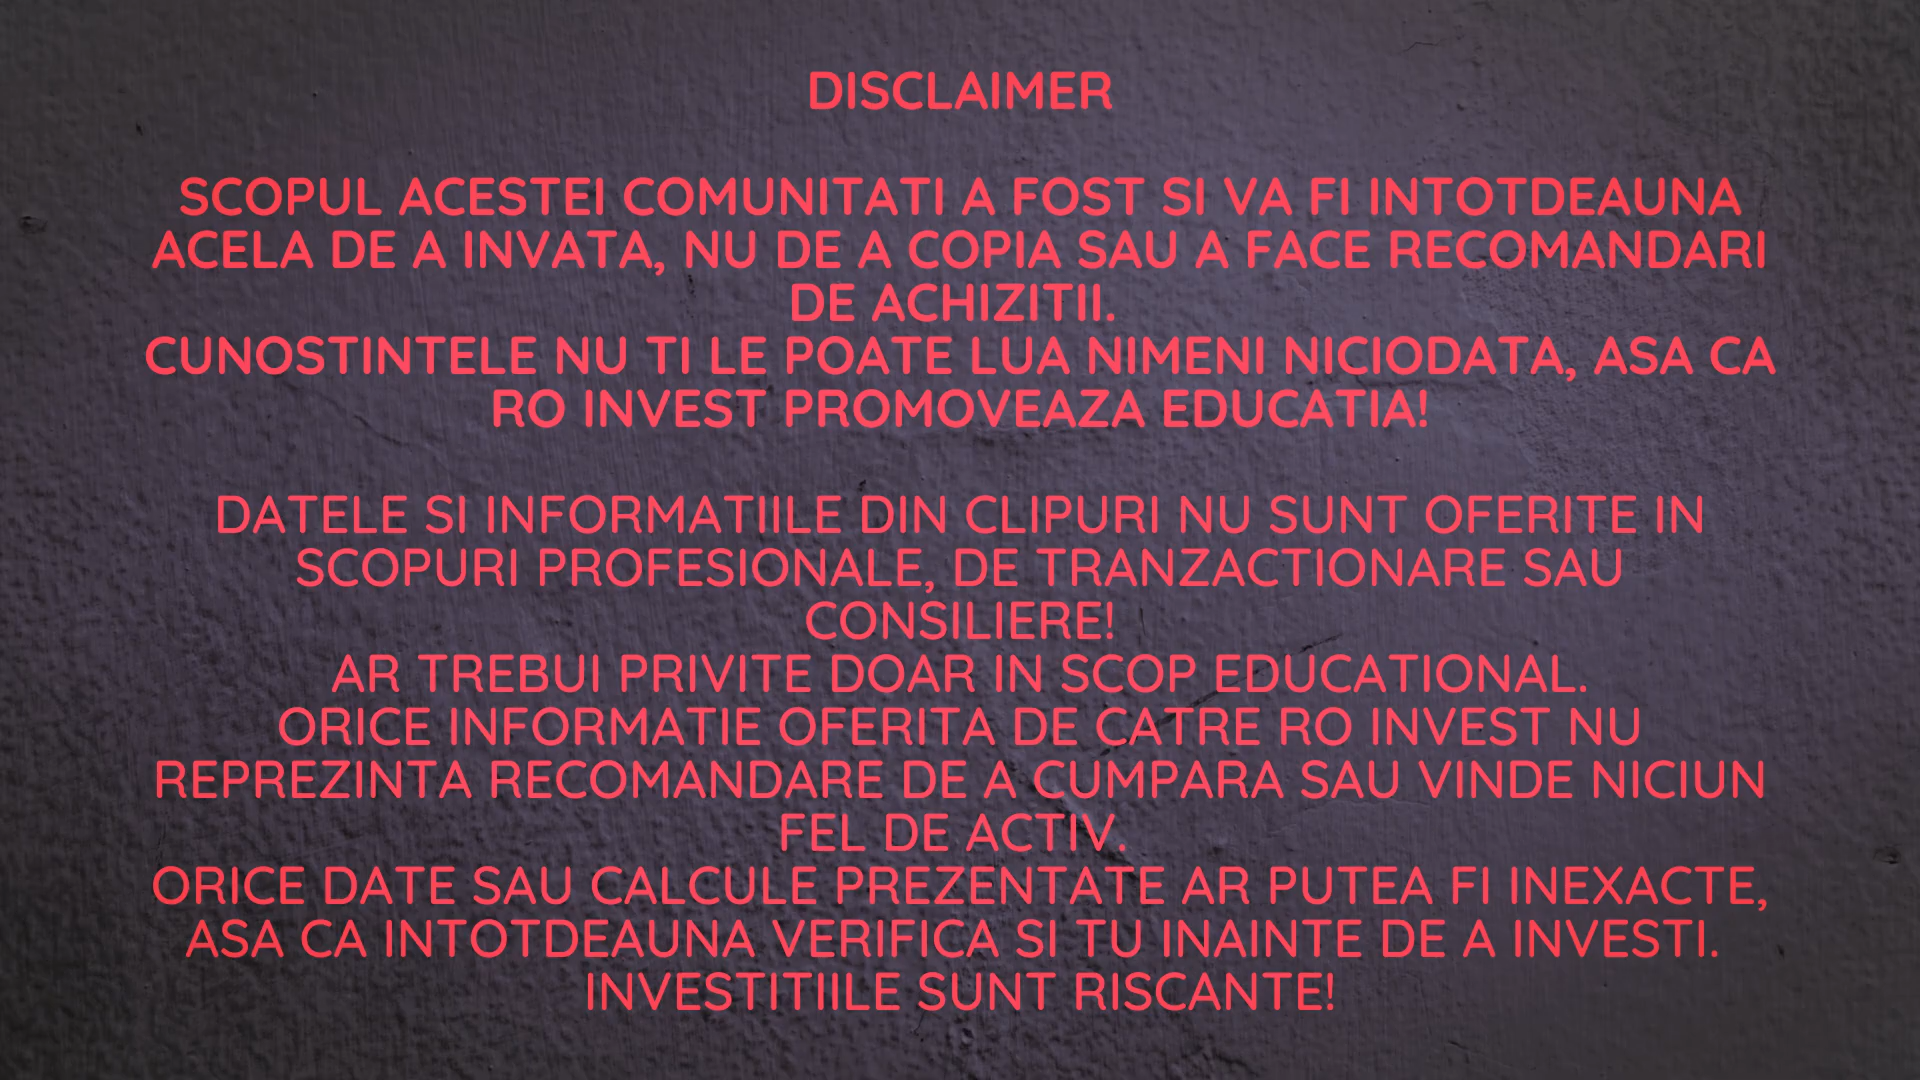 DISCLAIMER
SCOPUL ACESTEI COMUNITATI A FOST SI VA FI INTOTDEAUNA
ACELA DE A INVATA, NU DE A COPIA SAU A FACE RECOMANDARI
DE ACHIZITII.
CUNOSTINTELE NU TI LE POATE LUA NIMENI NICIODATA, ASA CA
RO INVEST PROMOVEAZA EDUCATIA!
DATELE SI INFORMATIILE DIN CLIPURI NU SUNT OFERITE IN
SCOPURI PROFESIONALE, DE TRANZACTIONARE SAU
CONSILIERE!
AR TREBUI PRIVITE DOAR IN SCOP EDUCATIONAL.
ORICE INFORMATIE OFERITA DE CATRE RO INVEST NU
REPREZINTA RECOMANDARE DE A CUMPARA SAU VINDE NICIUN
FEL DE ACTIV.
ORICE DATE SAU CALCULE PREZENTATE AR PUTEA FI INEXACTE,
ASA CA INTOTDEAUNA VERIFICA SI TU INAINTE DE A INVESTI.
INVESTITIILE SUNT RISCANTE!